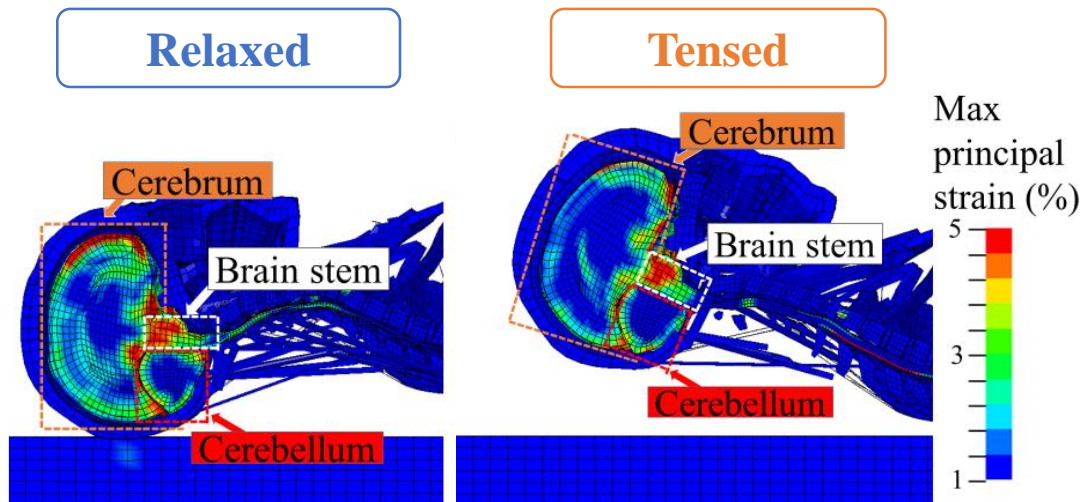 Relaxed
Tensed
Cerebrum
Brain stem
Cerebellum
Cerebrum
Brain stem
Cerebellum
Max
principal
strain (%)
5
3
1